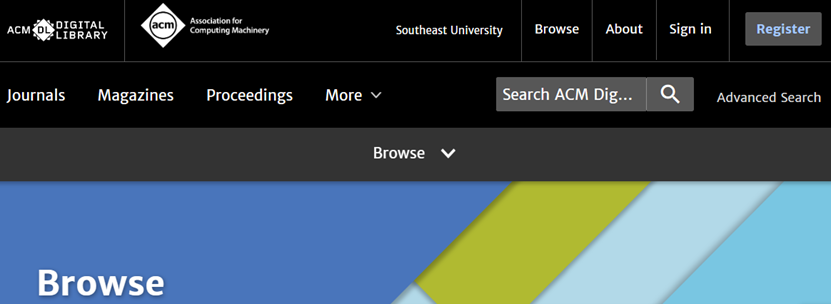 ACM DL DIGITAL LIBRARY
acm Association for Computing Machinery
Southeast University
Browse
About
Sign in
Register
Journals
Magazines
Proceedings
More
Search ACM Dig...
Advanced Search
Browse
Browse